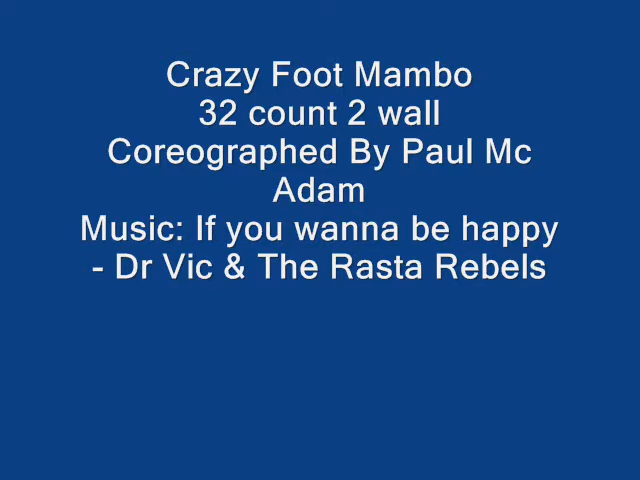 Crazy Foot Mambo
32 count 2 wall
Coreographed By Paul Mc
Adam
Music: If you wanna be happy
- Dr Vic & The Rasta Rebels